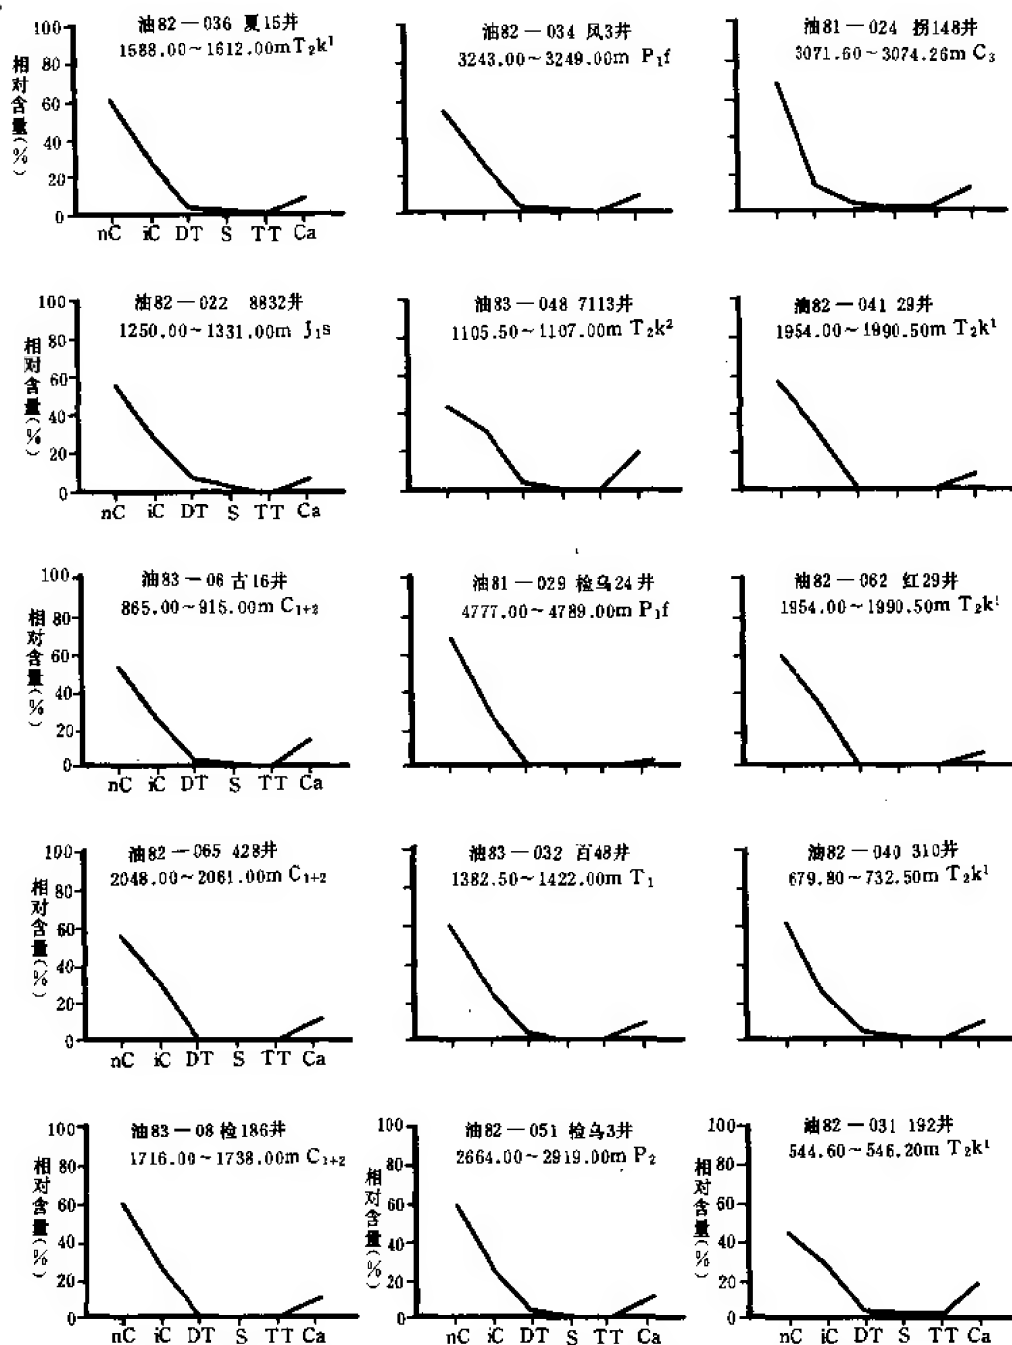 油82—036 夏15井
1588.00~1612.00m T₂k¹
相对含量(%)
100
80
60
40
20
0
nC iC DT S TT Ca
油82—034 风3井
3243.00~3249.00m P₁f
油81—024 拐148井
3071.60~3074.26m C₃
油82—022 8832井
1250.00~1331.00m J₁s
相对含量(%)
100
80
60
40
20
0
nC iC DT S TT Ca
油83—048 7113井
1105.50~1107.00m T₂k²
油82—041 29井
1954.00~1990.50m T₂k¹
油83—06 古16井
865.00~915.00m C₁₊₂
相对含量(%)
100
80
60
40
20
0
nC iC DT S TT Ca
油81—029 检乌24井
4777.00~4789.00m P₁f
油82—062 红29井
1954.00~1990.50m T₂k¹
油82—065 428井
2048.00~2061.00m C₁₊₂
相对含量(%)
100
80
60
40
20
0
nC iC DT S TT Ca
油83—032 百48井
1382.50~1422.00m T₁
油82—040 310井
679.80~732.50m T₂k¹
油83—08 检186井
1716.00~1738.00m C₁₊₂
相对含量(%)
100
80
60
40
20
0
nC iC DT S TT Ca
油82—051 检乌3井
2664.00~2919.00m P₂
相对含量(%)
100
80
60
40
20
0
nC iC DT S TT Ca
油82—031 192井
544.60~546.20m T₂k¹
相对含量(%)
100
80
60
40
20
0
nC iC DT S TT Ca